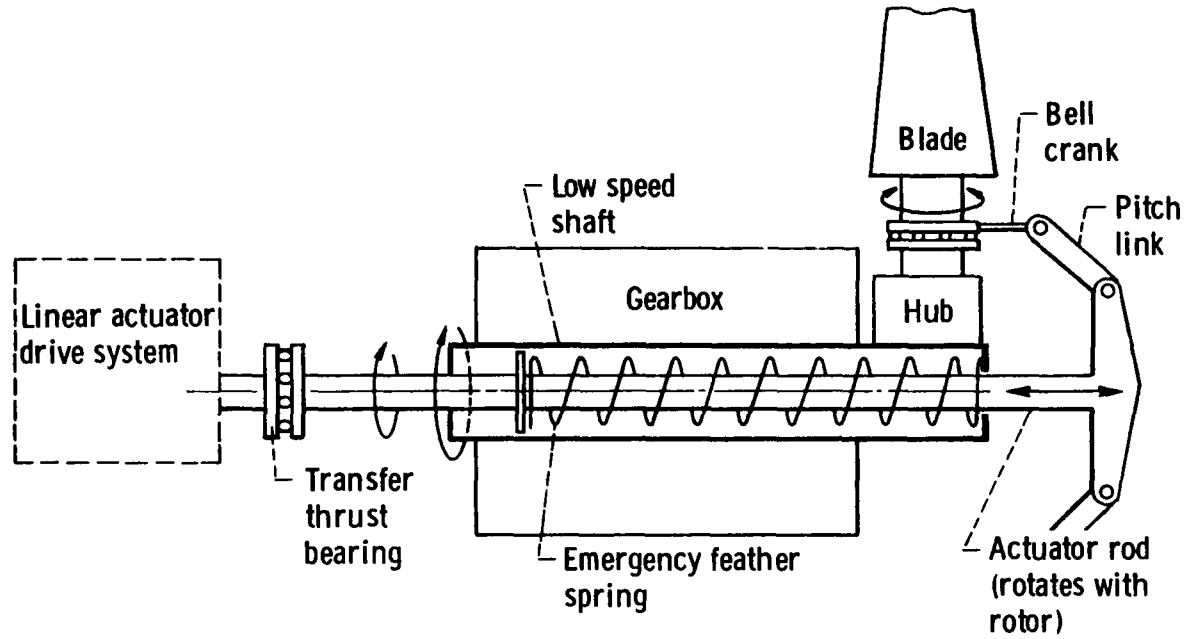 Blade
Bell
crank
Pitch
link
Low speed
shaft
Gearbox
Hub
Linear actuator
drive system
Transfer
thrust
bearing
Emergency feather
spring
Actuator rod
(rotates with
rotor)